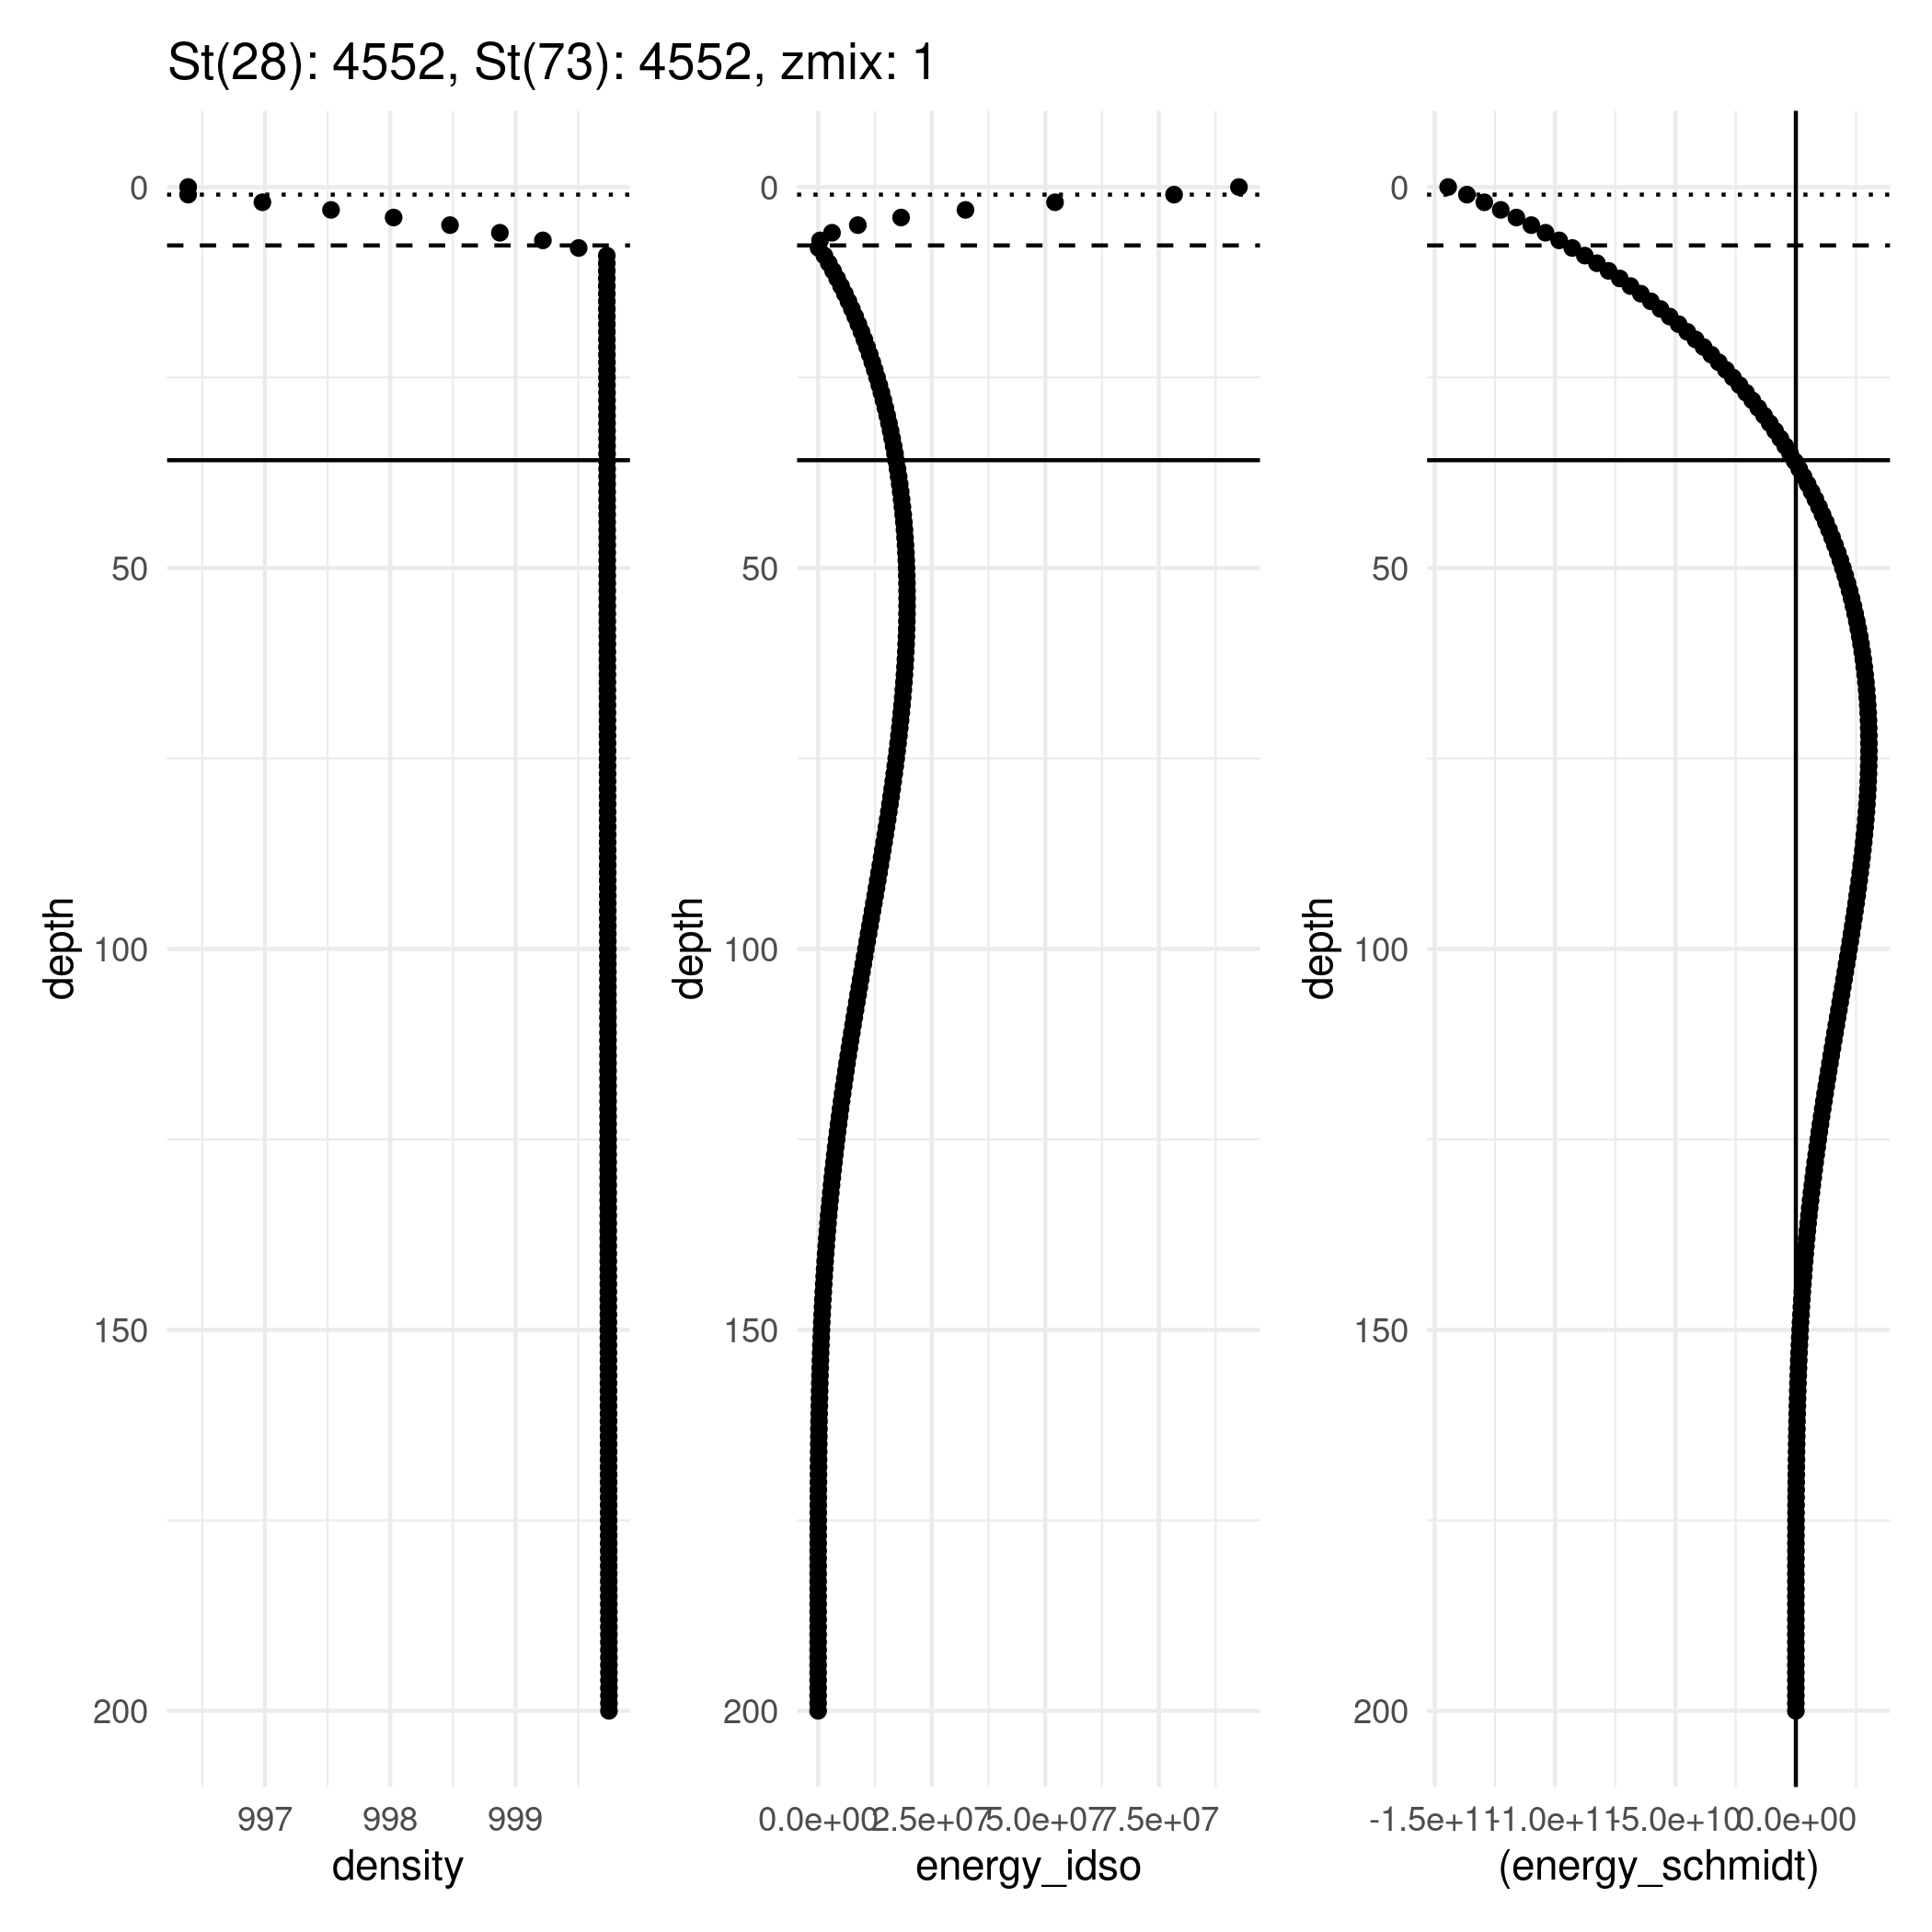 St(28): 4552, St(73): 4552, zmix: 1
0
50
100
150
200
depth
997 998 999
density
0
50
100
150
200
depth
0.0e+00 2.5e+07 5.0e+07 7.5e+07
energy_idso
0
50
100
150
200
depth
-1.5e+11 -1.0e+11 -5.0e+10 0.0e+00
(energy_schmidt)